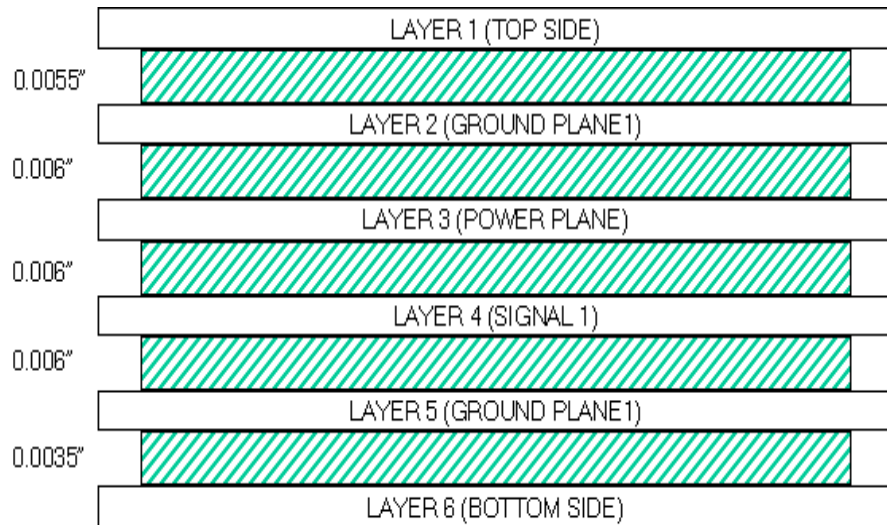 LAYER 1 (TOP SIDE)
0.0055"
LAYER 2 (GROUND PLANE1)
0.006"
LAYER 3 (POWER PLANE)
0.006"
LAYER 4 (SIGNAL 1)
0.006"
LAYER 5 (GROUND PLANE1)
0.0035"
LAYER 6 (BOTTOM SIDE)